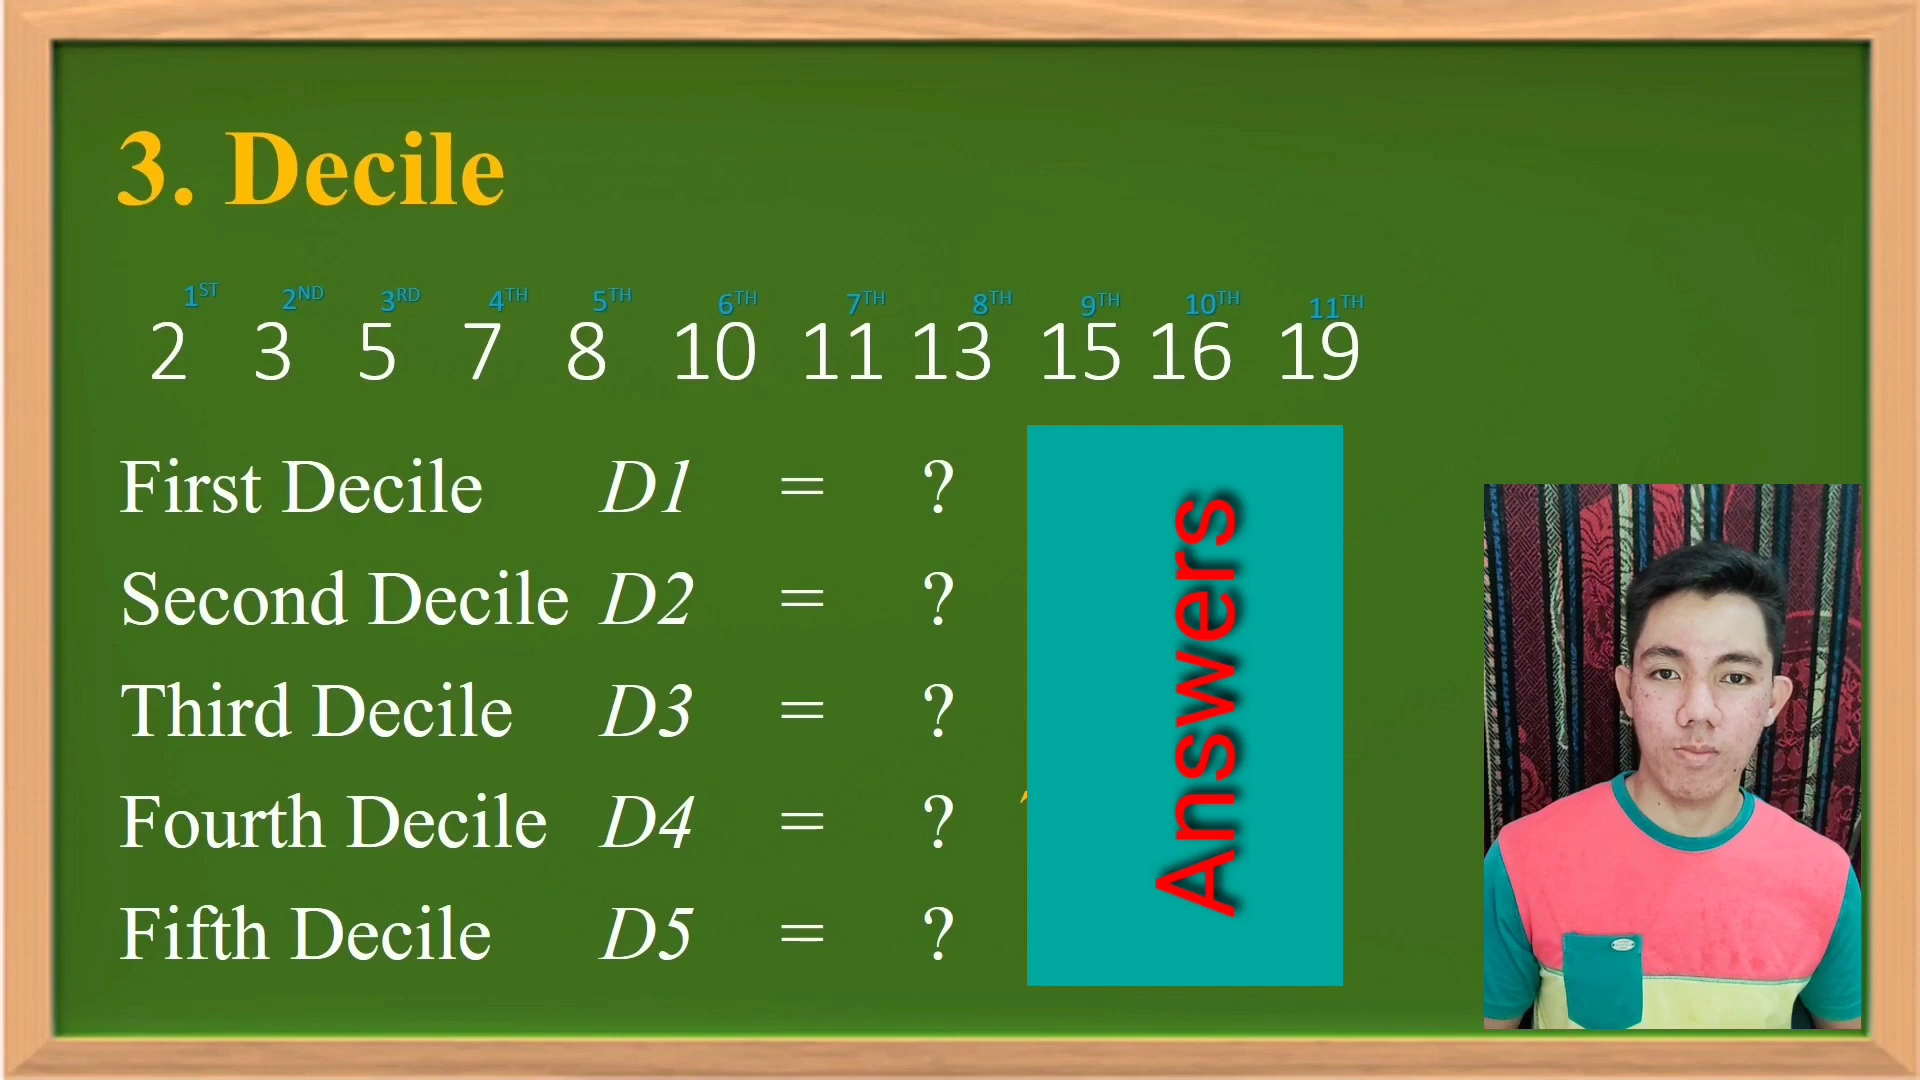 3. Decile
1ST 2ND 3RD 4TH 5TH 6TH 7TH 8TH 9TH 10TH 11TH
2 3 5 7 8 10 11 13 15 16 19
First Decile D1 = ?
Second Decile D2 = ?
Third Decile D3 = ?
Fourth Decile D4 = ?
Fifth Decile D5 = ?
Answers